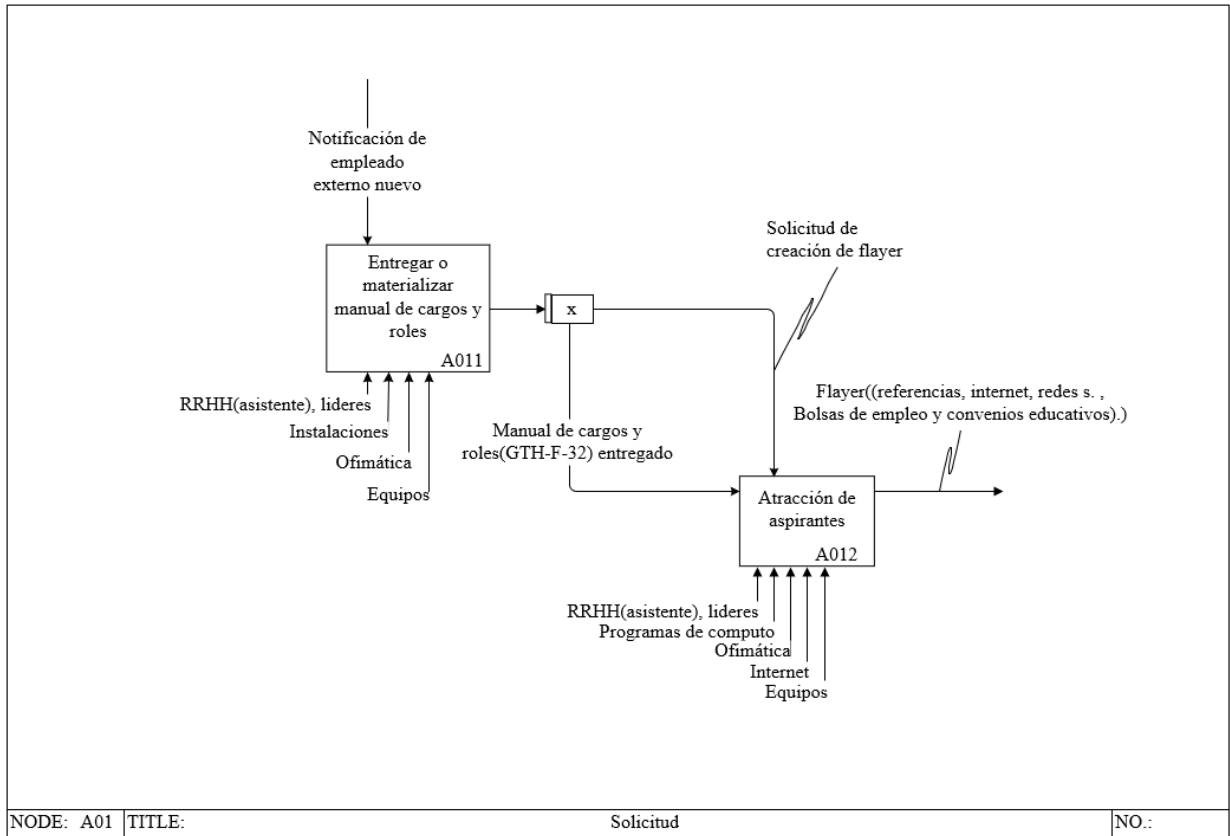 Notificación de
empleado
externo nuevo
Entregar o
materializar
manual de cargos y
roles
A011
x
Solicitud de
creación de flayer
RRHH(asistente), lideres
Instalaciones
Ofimática
Equipos
Manual de cargos y
roles(GTH-F-32) entregado
Flayer((referencias, internet, redes s. ,
Bolsas de empleo y convenios educativos).)
Atracción de
aspirantes
A012
RRHH(asistente), lideres
Programas de computo
Ofimática
Internet
Equipos
NODE: A01 TITLE: Solicitud NO.: